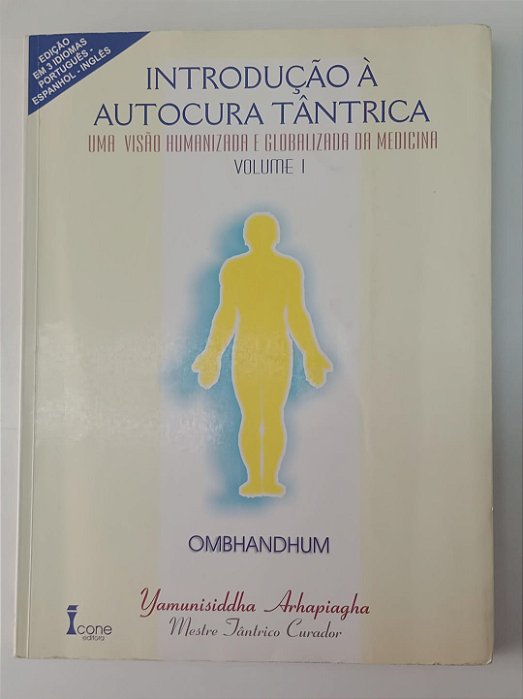 EDIÇÃO
EM 3 IDIOMAS
PORTUGUÊS -
ESPANHOL - INGLÊS
INTRODUÇÃO À
AUTOCURA TÂNTRICA
UMA VISÃO HUMANIZADA E GLOBALIZADA DA MEDICINA
VOLUME I
OMBHANDHUM
Yamunisiddha Arhapiagha
Mestre Tântrico Curador
Ícone
editora